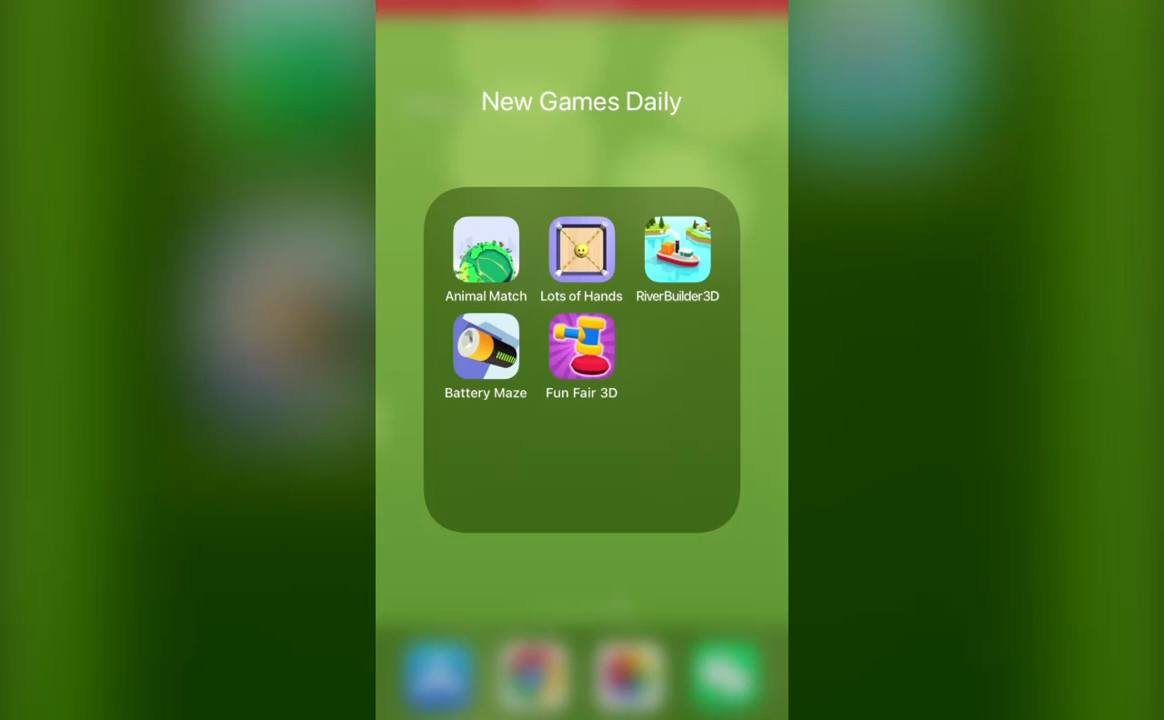 New Games Daily
Animal Match Lots of Hands RiverBuilder3D
Battery Maze Fun Fair 3D